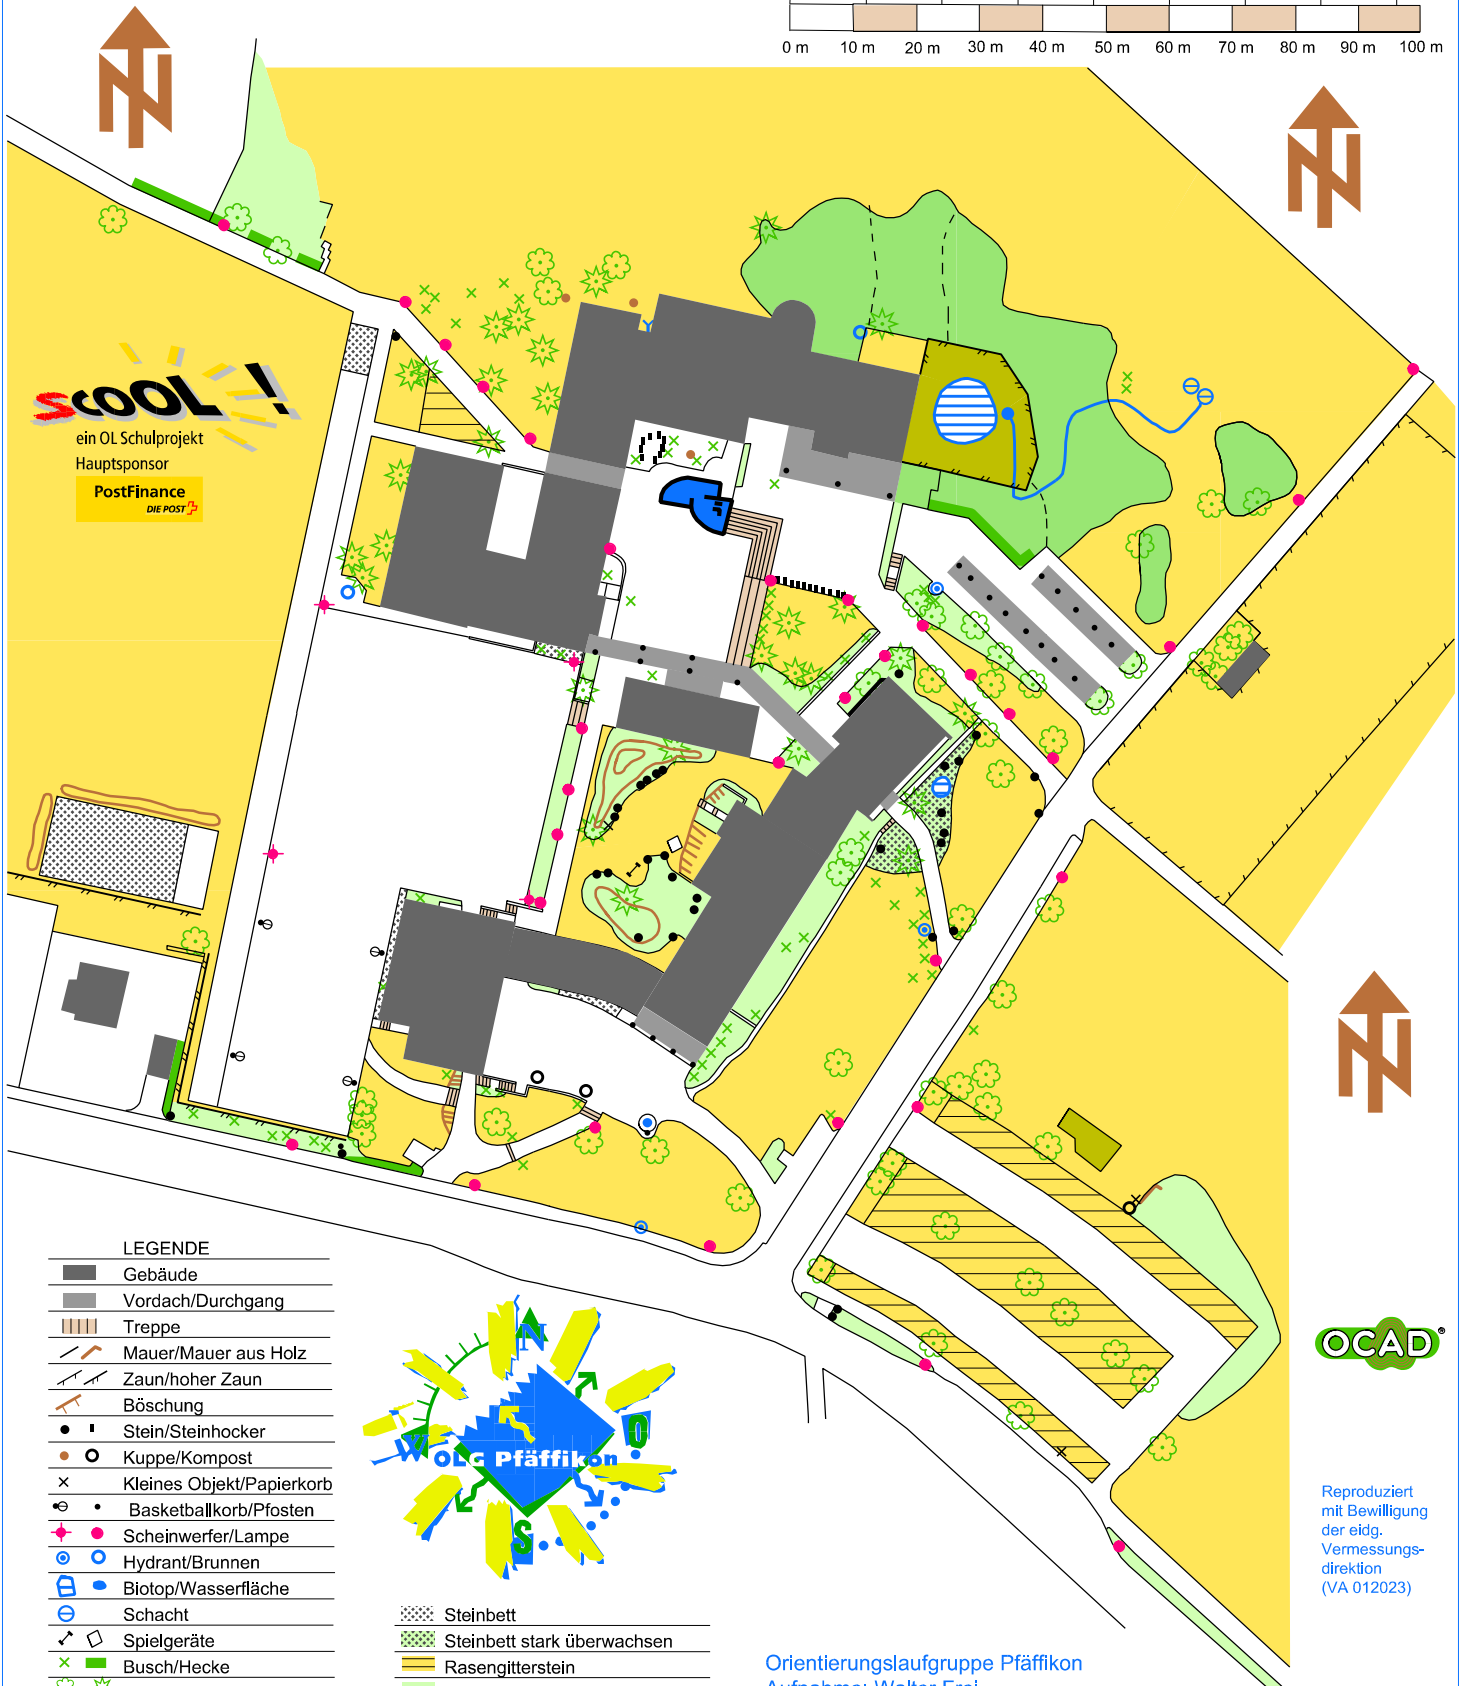 0 m 10 m 20 m 30 m 40 m 50 m 60 m 70 m 80 m 90 m 100 m
N
N
scOOL!
ein OL Schulprojekt
Hauptsponsor
PostFinance
DIE POST
N
LEGENDE
Gebäude
Vordach/Durchgang
Treppe
Mauer/Mauer aus Holz
Zaun/hoher Zaun
Böschung
Stein/Steinhocker
Kuppe/Kompost
Kleines Objekt/Papierkorb
Basketballkorb/Pfosten
Scheinwerfer/Lampe
Hydrant/Brunnen
Biotop/Wasserfläche
Schacht
Spielgeräte
Busch/Hecke
N
W
O
OLG Pfäffikon
S
Steinbett
Steinbett stark überwachsen
Rasengitterstein
OCAD®
Reproduziert
mit Bewilligung
der eidg.
Vermessungs-
direktion
(VA 012023)
Orientierungslaufgruppe Pfäffikon
Aufnahme: Walter Frei